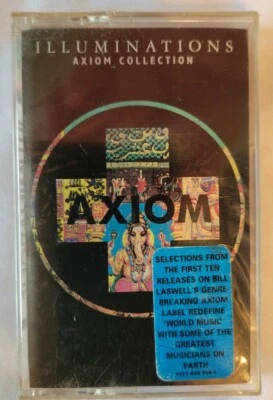 ILLUMINATIONS
AXIOM COLLECTION
AXIOM
SELECTIONS FROM
THE FIRST TEN
RELEASES ON BILL
LASWELL'S GENRE-
BREAKING AXIOM
LABEL REDEFINE
"WORLD MUSIC"
WITH SOME OF THE
GREATEST
MUSICIANS ON
EARTH